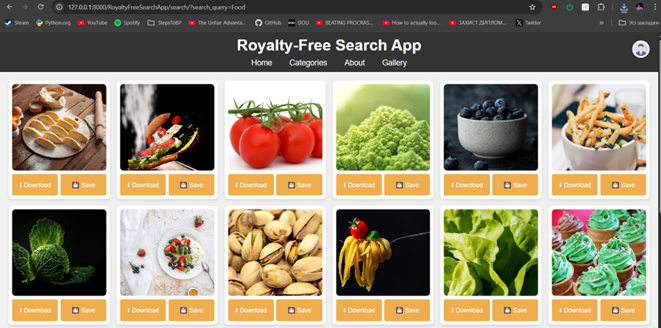 127.0.0.1:8000/RoyaltyFreeSearchApp/search/?search_query=Food
Steam Python.org YouTube Spotify StepsToBP The Unfair Advanta... GitHub DOU BEATING PROCRAS... How to actually loo... ЗАХИСТ ДИПЛОМ... Twitter » Усі закладки
Royalty-Free Search App
Home Categories About Gallery
Download Save Download Save Download Save Download Save Download Save Download Save
Download Save Download Save Download Save Download Save Download Save Download Save